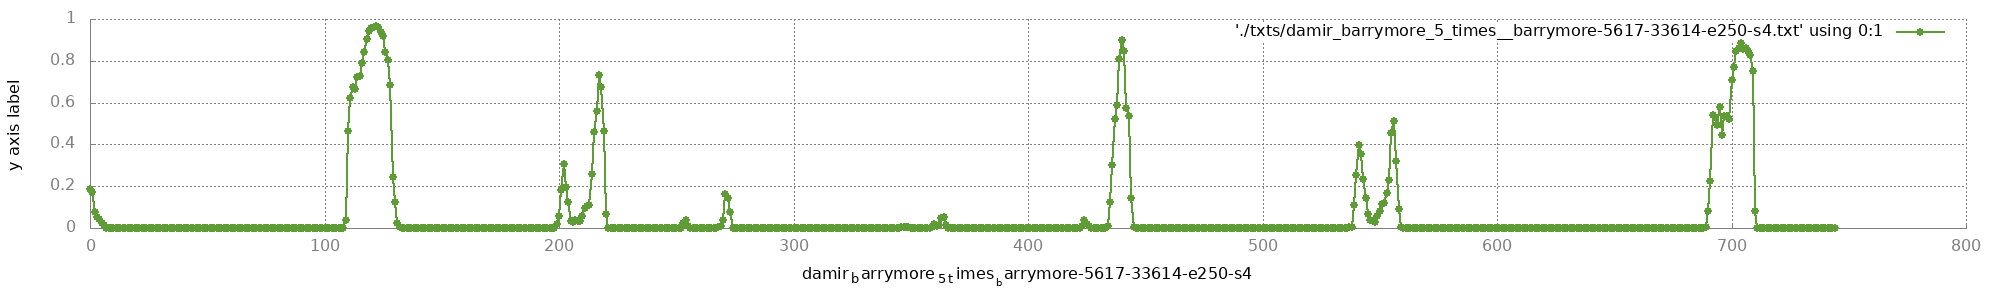 1
0.8
0.6
0.4
0.2
0
y axis label
'./txts/damir_barrymore_5_times__barrymore-5617-33614-e250-s4.txt' using 0:1
0 100 200 300 400 500 600 700 800
damirbarrymore5times_barrymore-5617-33614-e250-s4